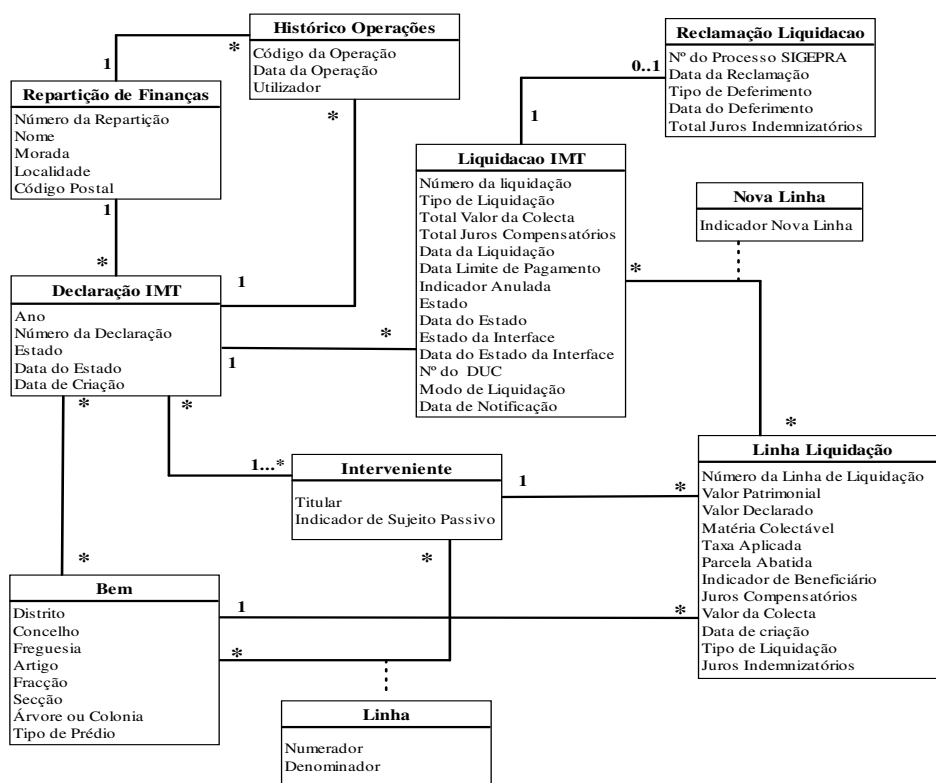 Histórico Operações
Código da Operação
Data da Operação
Utilizador
1
*
Reclamação Liquidacao
Nº do Processo SIGEPRA
Data da Reclamação
Tipo de Deferimento
Data do Deferimento
Total Juros Indemnizatórios
0..1
1
Repartição de Finanças
Número da Repartição
Nome
Morada
Localidade
Código Postal
*
1
*
Liquidacao IMT
Número da liquidação
Tipo de Liquidação
Total Valor da Colecta
Total Juros Compensatórios
Data da Liquidação
Data Limite de Pagamento
Indicador Anulada
Estado
Data do Estado
Estado da Interface
Data do Estado da Interface
Nº do DUC
Modo de Liquidação
Data de Notificação
Nova Linha
Indicador Nova Linha
*
*
Declaração IMT
Ano
Número da Declaração
Estado
Data do Estado
Data de Criação
1
1
*
*
*
1...*
Interveniente
Titular
Indicador de Sujeito Passivo
1
*
*
Linha Liquidação
Número da Linha de Liquidação
Valor Patrimonial
Valor Declarado
Matéria Colectável
Taxa Aplicada
Parcela Abatida
Indicador de Beneficiário
Juros Compensatórios
Valor da Colecta
Data de criação
Tipo de Liquidação
Juros Indemnizatórios
*
Bem
Distrito
Concelho
Freguesia
Artigo
Fracção
Secção
Árvore ou Colonia
Tipo de Prédio
1
*
*
Linha
Numerador
Denominador